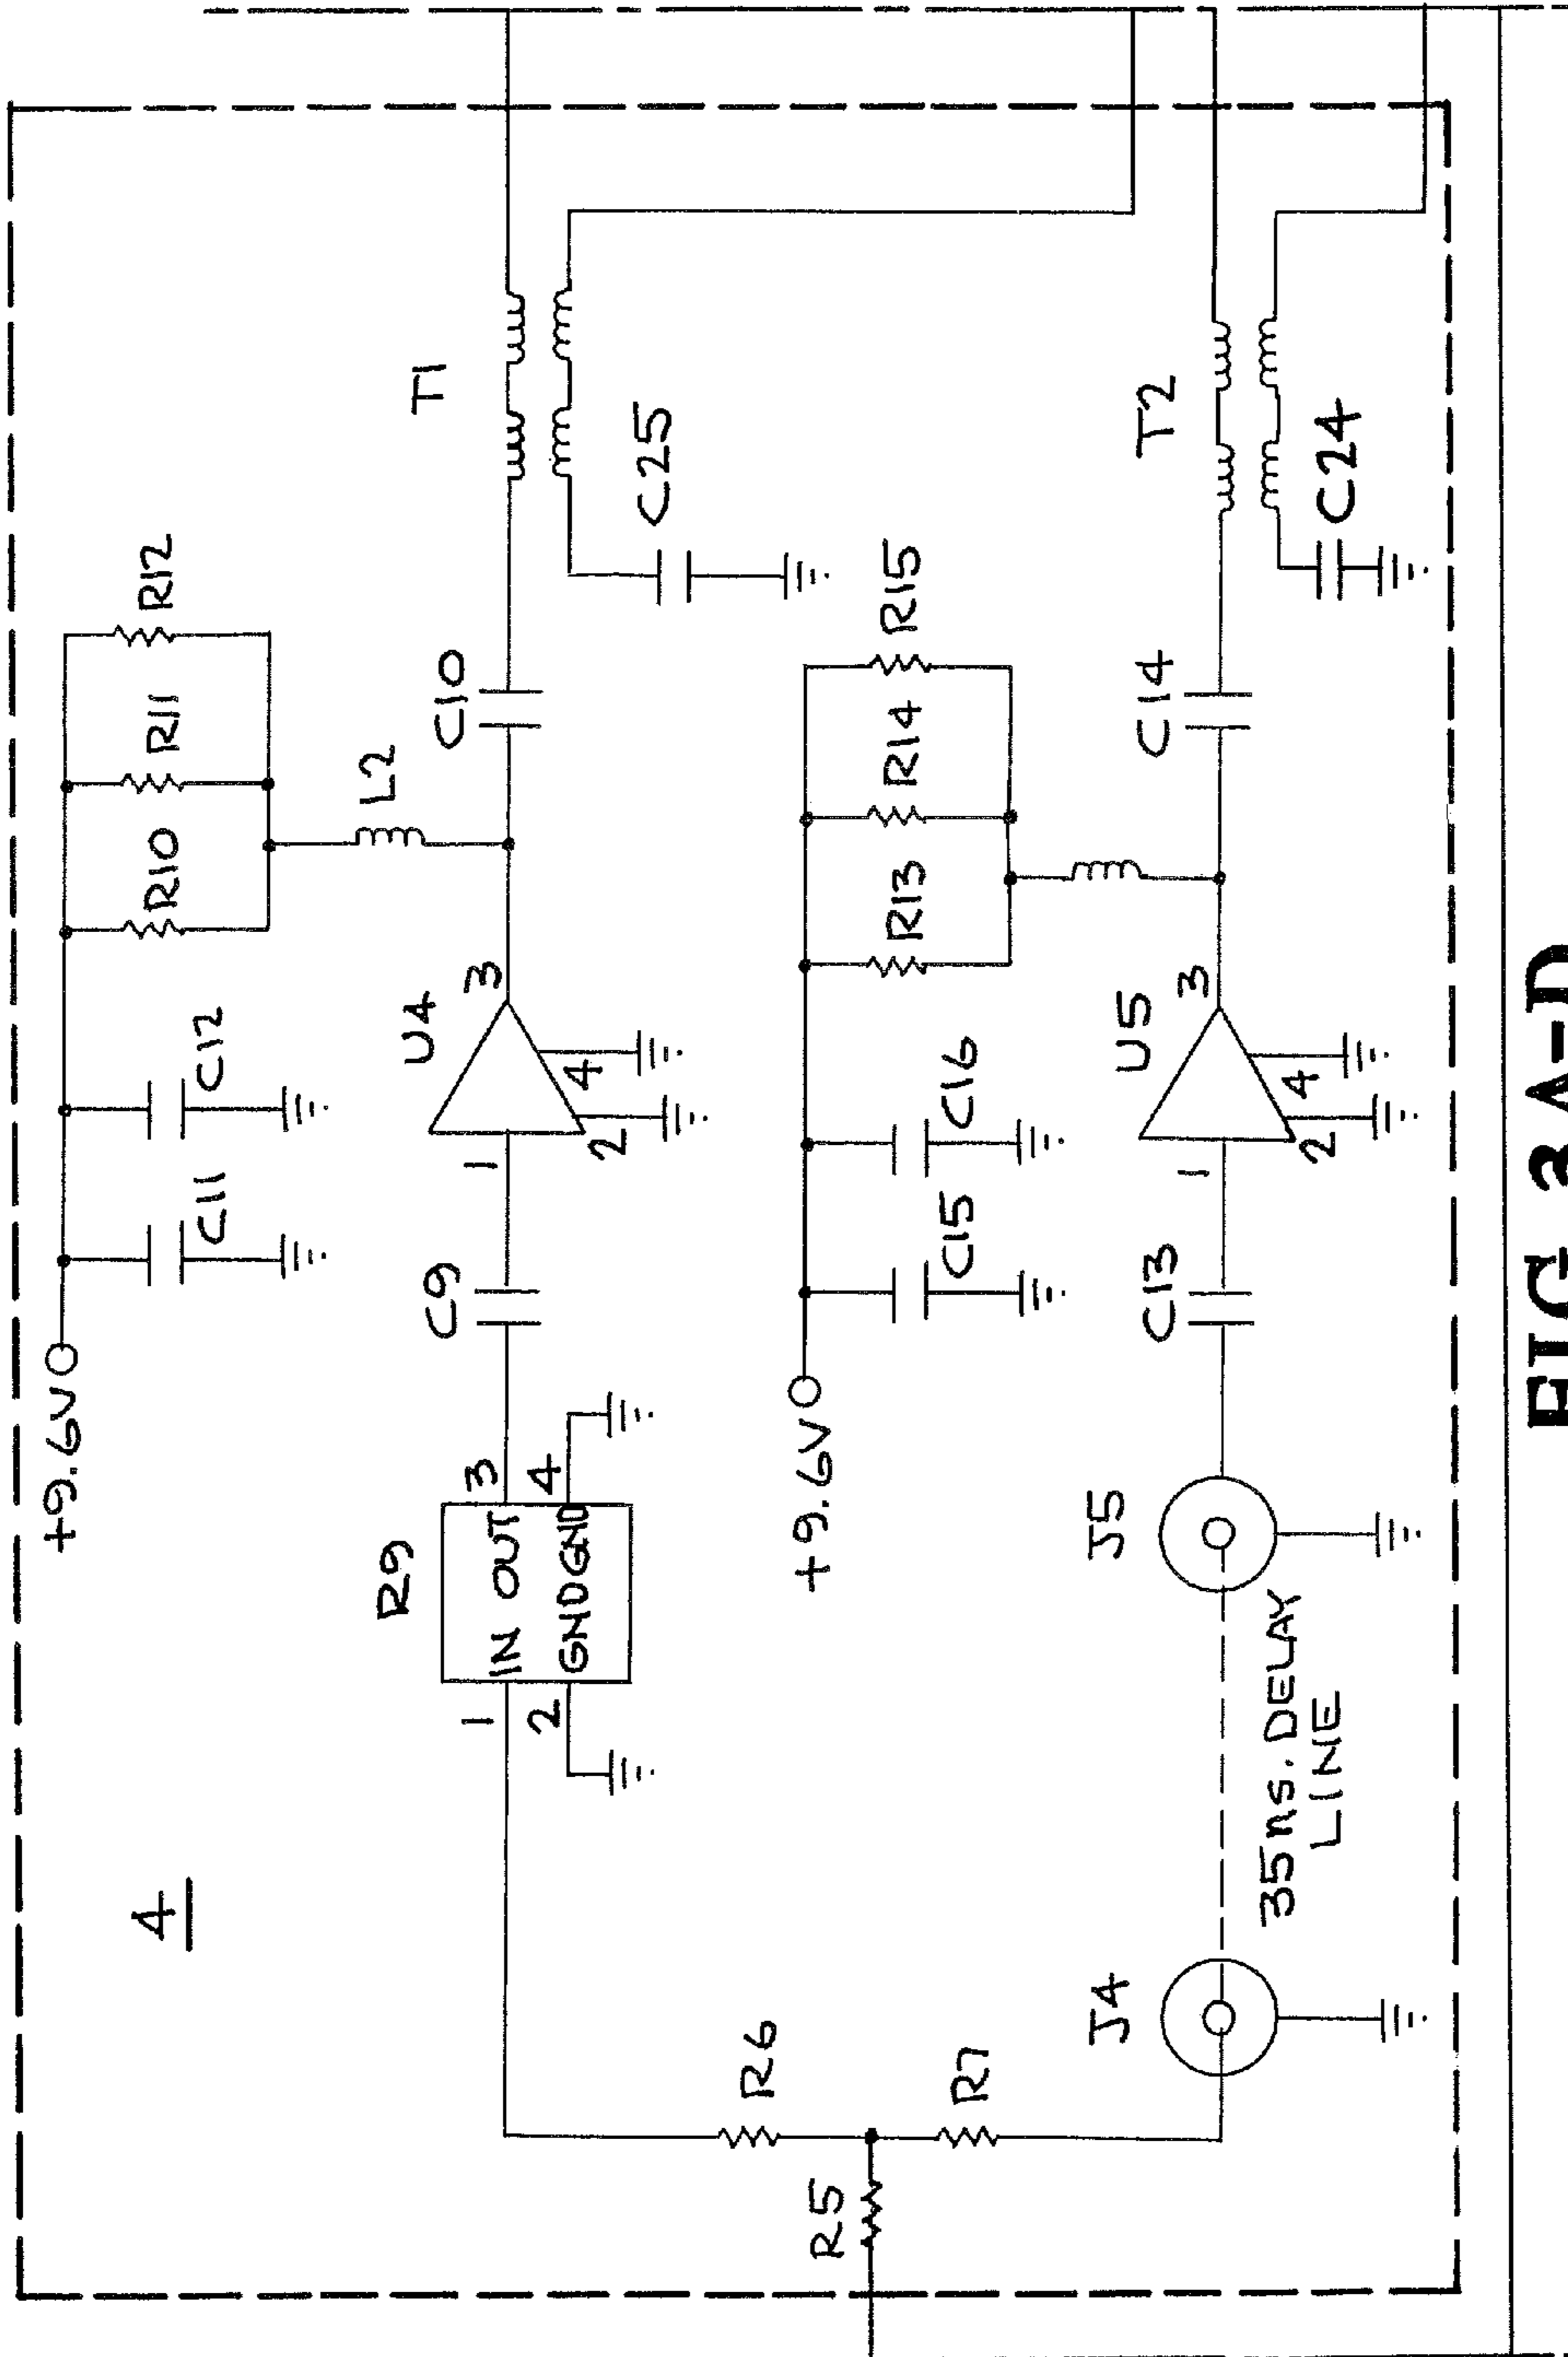 4
+9.6V
C11
C12
R10
R11
R12
L2
R9
1
IN OUT
3
2
GND GND
4
C9
1
U4
3
2
4
C10
T1
C25
+9.6V
C15
C16
R13
R14
R15
R5
R6
R7
J4
35ns. DELAY
LINE
J5
C13
1
U5
3
2
4
C14
T2
C24
FIG 3A-D